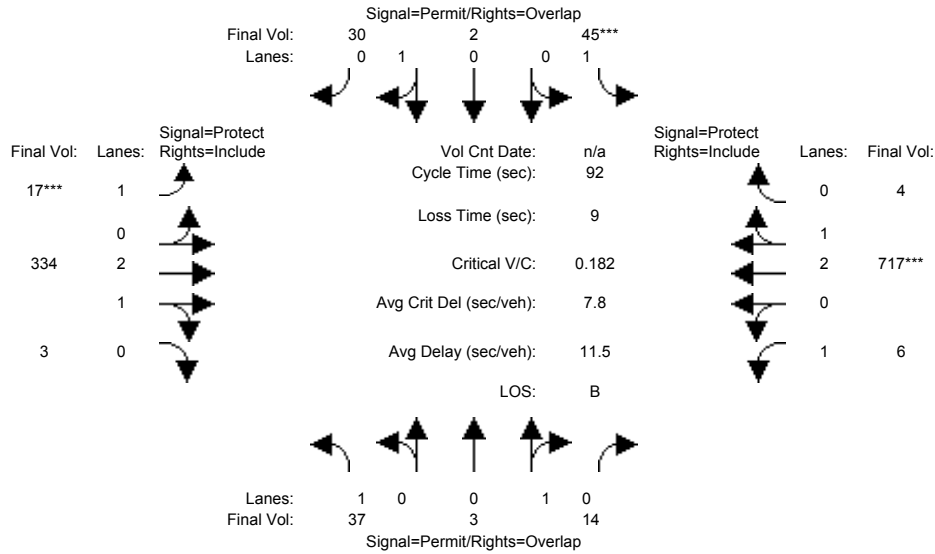 Signal=Permit/Rights=Overlap
Final Vol: 30 2 45***
Lanes: 0 1 0 0 1
Signal=Protect Signal=Protect
Final Vol: Lanes: Rights=Include Vol Cnt Date: n/a Rights=Include Lanes: Final Vol:
Cycle Time (sec): 92
17*** 1 0 4
Loss Time (sec): 9
0 1
334 2 Critical V/C: 0.182 2 717***
1 Avg Crit Del (sec/veh): 7.8 0
3 0 Avg Delay (sec/veh): 11.5 1 6
LOS: B
Lanes: 1 0 0 1 0
Final Vol: 37 3 14
Signal=Permit/Rights=Overlap